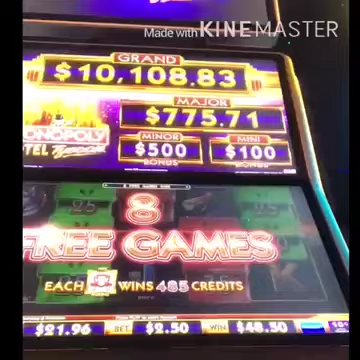 Made with KINEMASTER
GRAND
$10,108.83
MAJOR
$775.71
MONOPOLY
MINOR
$500
BONUS
MINI
$100
BONUS
8
FREE GAMES
EACH WINS 485 CREDITS
$21.96 BET $2.50 WIN $48.50